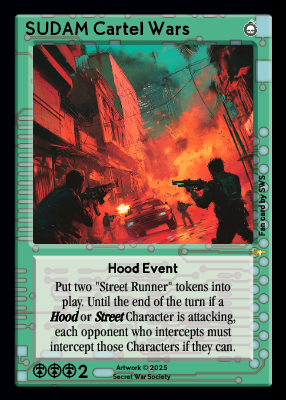 SUDAM Cartel Wars
Fan card by SWS
Hood Event
Put two "Street Runner" tokens into
play. Until the end of the turn if a
Hood or Street Character is attacking,
each opponent who intercepts must
intercept those Characters if they can.
2
Artwork © 2025
Secret War Society